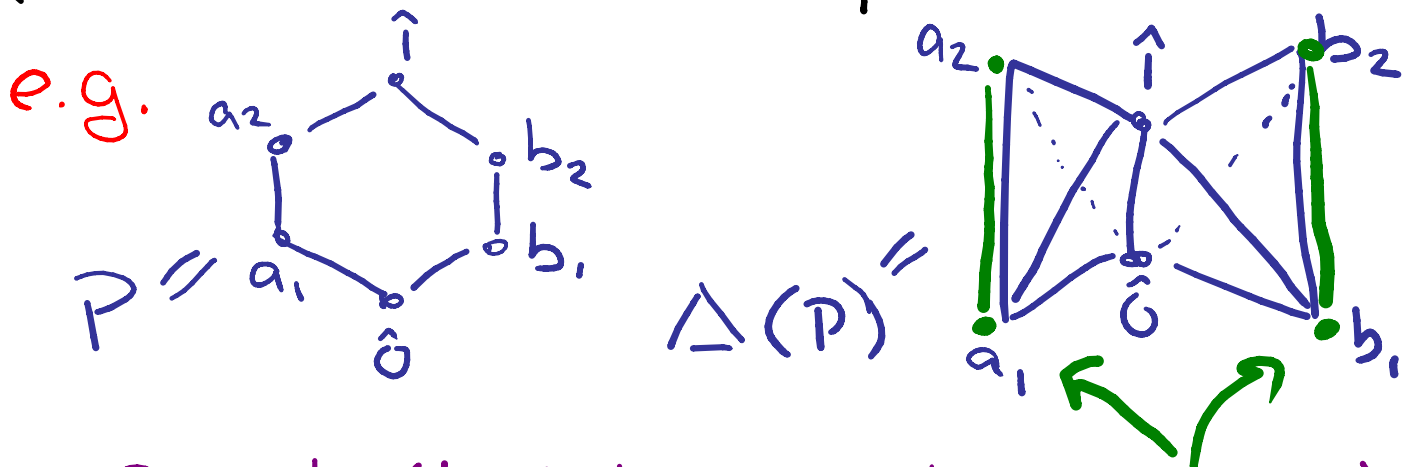 e.g.
P =
1̂
a₂
b₂
a₁
b₁
0̂
Δ(P) =
a₂
1̂
b₂
a₁
0̂
b₁